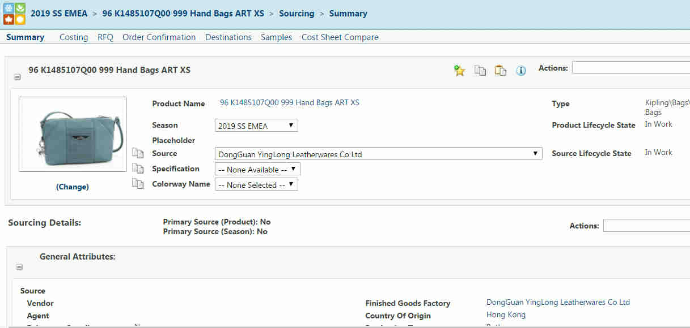 2019 SS EMEA > 96 K1485107Q00 999 Hand Bags ART XS > Sourcing > Summary
Summary Costing RFQ Order Confirmation Destinations Samples Cost Sheet Compare
96 K1485107Q00 999 Hand Bags ART XS
Actions:
Product Name 96 K1485107Q00 999 Hand Bags ART XS Type Kipling\Bags\
Bags
Season 2019 SS EMEA Product Lifecycle State In Work
Placeholder
Source DongGuan YingLong Leatherwares Co Ltd Source Lifecycle State In Work
Specification -- None Available --
(Change) Colorway Name -- None Selected --
Sourcing Details: Primary Source (Product): No Actions:
Primary Source (Season): No
General Attributes:
Source
Vendor Finished Goods Factory DongGuan YingLong Leatherwares Co Ltd
Agent Country Of Origin Hong Kong